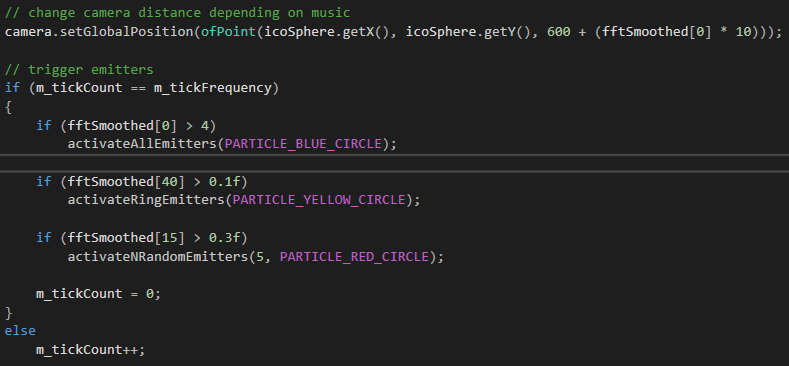 // change camera distance depending on music
camera.setGlobalPosition(ofPoint(icoSphere.getX(), icoSphere.getY(), 600 + (fftSmoothed[0] * 10)));
// trigger emitters
if (m_tickCount == m_tickFrequency)
{
if (fftSmoothed[0] > 4)
activateAllEmitters(PARTICLE_BLUE_CIRCLE);
if (fftSmoothed[40] > 0.1f)
activateRingEmitters(PARTICLE_YELLOW_CIRCLE);
if (fftSmoothed[15] > 0.3f)
activateNRandomEmitters(5, PARTICLE_RED_CIRCLE);
m_tickCount = 0;
}
else
m_tickCount++;